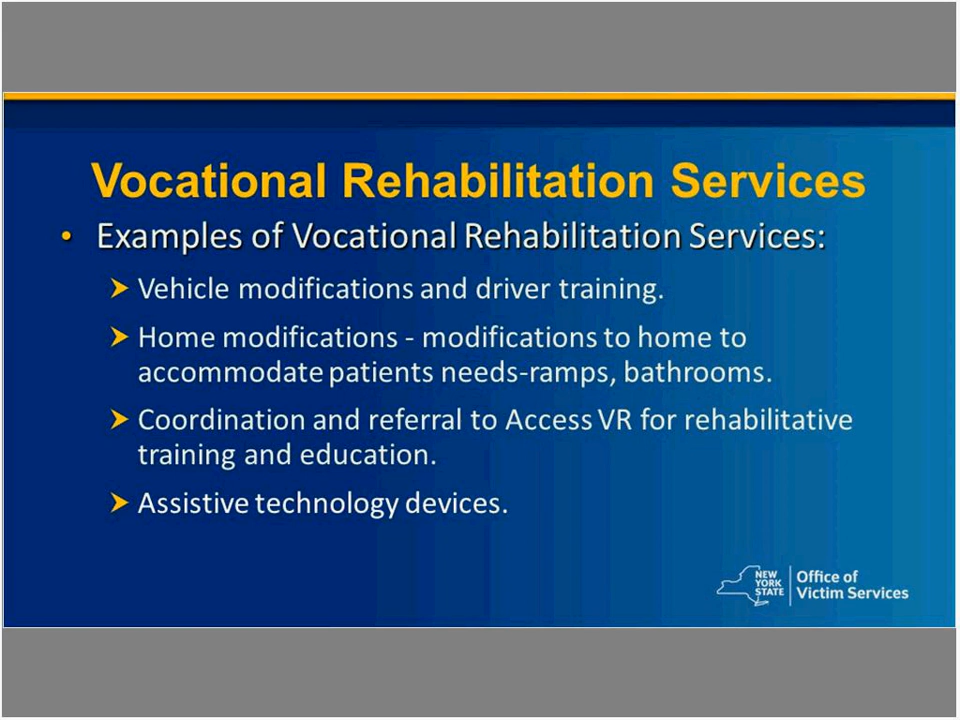 Vocational Rehabilitation Services
• Examples of Vocational Rehabilitation Services:
➤ Vehicle modifications and driver training.
➤ Home modifications - modifications to home to
accommodate patients needs-ramps, bathrooms.
➤ Coordination and referral to Access VR for rehabilitative
training and education.
➤ Assistive technology devices.
NEW
YORK
STATE
Office of
Victim Services